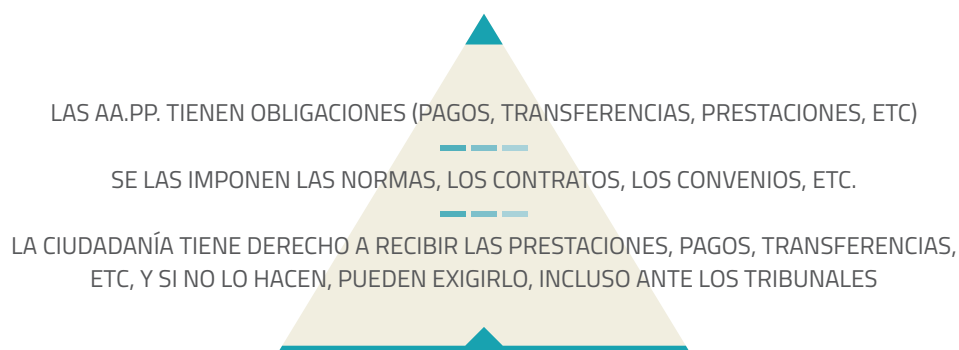 LAS AA.PP. TIENEN OBLIGACIONES (PAGOS, TRANSFERENCIAS, PRESTACIONES, ETC)
SE LAS IMPONEN LAS NORMAS, LOS CONTRATOS, LOS CONVENIOS, ETC.
LA CIUDADANÍA TIENE DERECHO A RECIBIR LAS PRESTACIONES, PAGOS, TRANSFERENCIAS,
ETC, Y SI NO LO HACEN, PUEDEN EXIGIRLO, INCLUSO ANTE LOS TRIBUNALES